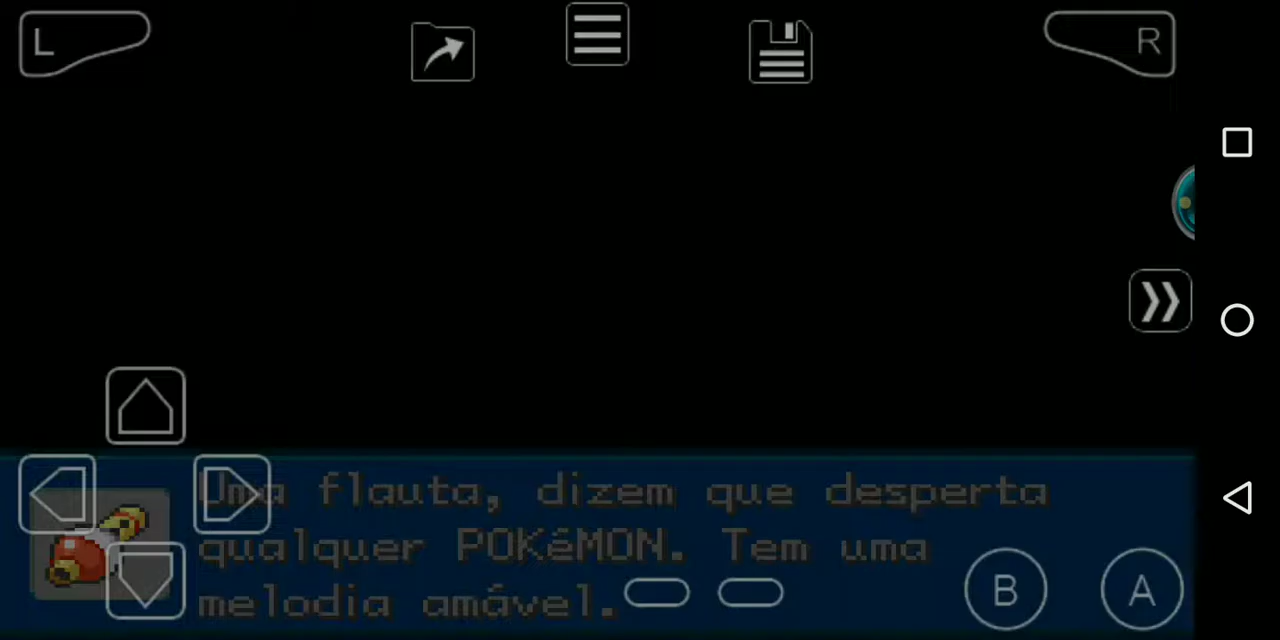 L
R
Uma flauta, dizem que desperta
qualquer POKéMON. Tem uma
melodia amável.
B
A